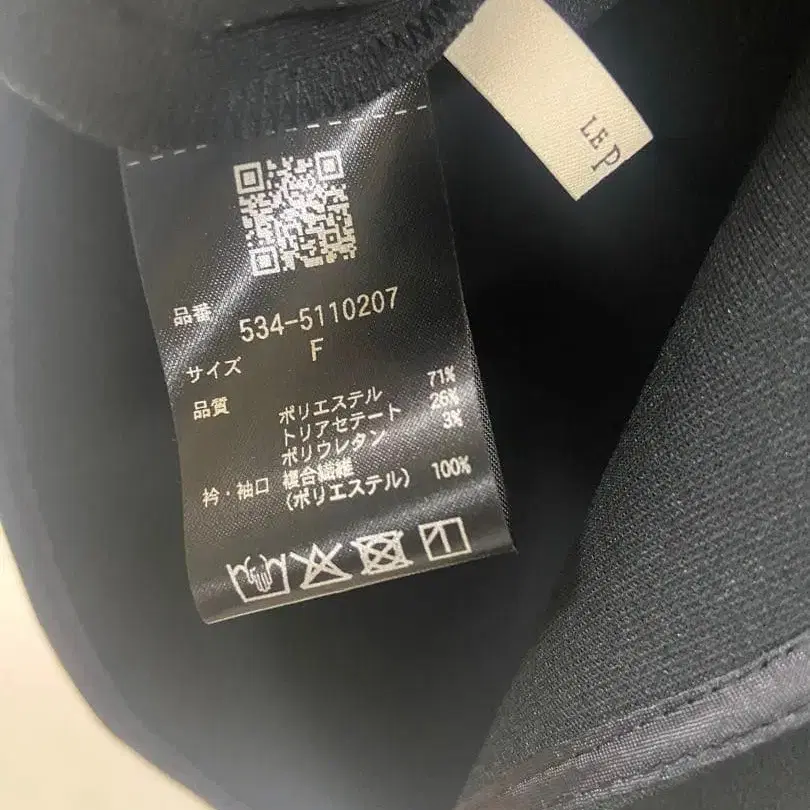 LE P
品番 534-5110207
サイズ F
品質 ポリエステル 71%
トリアセテート 26%
ポリウレタン 3%
衿・袖口 複合繊維 100%
(ポリエステル)